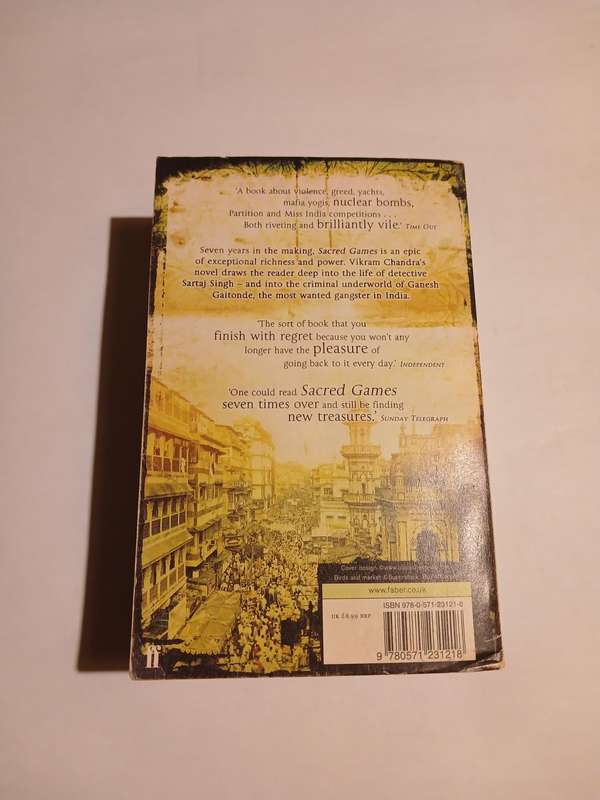 'A book about violence, greed, yachts,
mafia yogis, nuclear bombs,
Partition and Miss India competitions . . .
Both riveting and brilliantly vile.' TIME OUT
Seven years in the making, Sacred Games is an epic
of exceptional richness and power. Vikram Chandra's
novel draws the reader deep into the life of detective
Sartaj Singh – and into the criminal underworld of Ganesh
Gaitonde, the most wanted gangster in India.
'The sort of book that you
finish with regret because you won't any
longer have the pleasure of
going back to it every day.' INDEPENDENT
'One could read Sacred Games
seven times over and still be finding
new treasures.' SUNDAY TELEGRAPH
Cover design ©
Birds and market ©
www.faber.co.uk
ISBN 978-0-571-23121-8
UK £8.99 RRP
9 780571 231218
ff